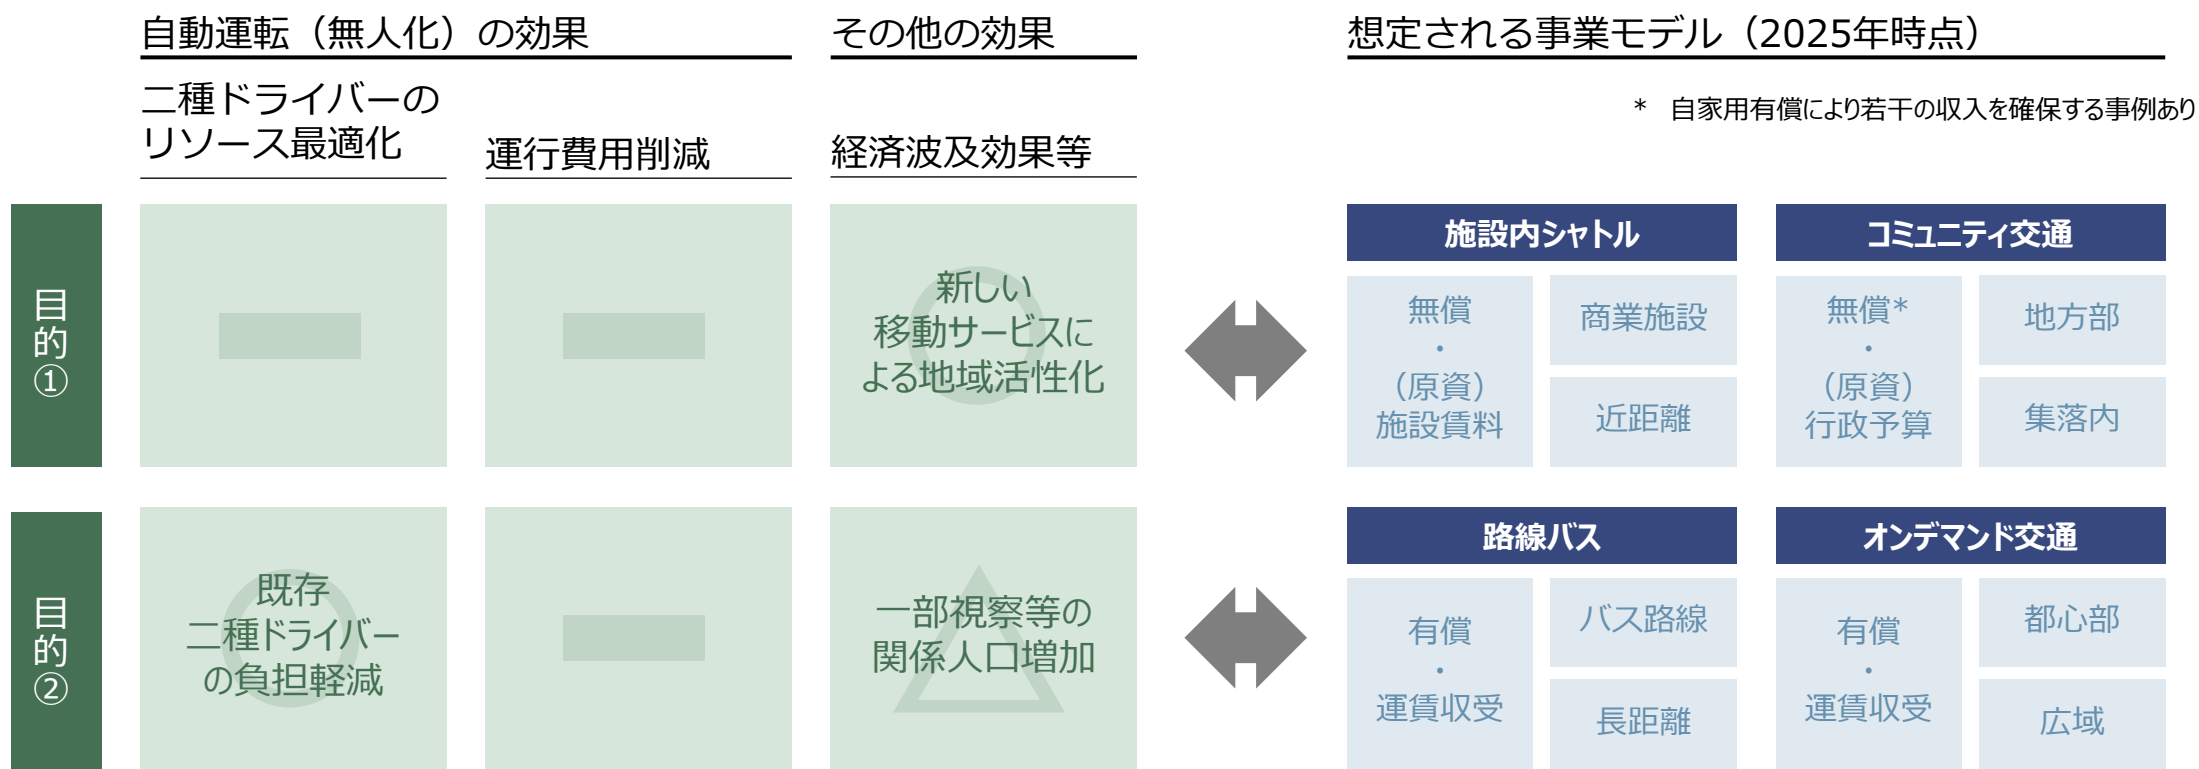 自動運転（無人化）の効果
その他の効果
想定される事業モデル（2025年時点）
二種ドライバーの
リソース最適化
運行費用削減
経済波及効果等
* 自家用有償により若干の収入を確保する事例あり
目的①
新しい
移動サービスに
よる地域活性化
施設内シャトル
無償
・
（原資）
施設賃料
商業施設
近距離
コミュニティ交通
無償*
・
（原資）
行政予算
地方部
集落内
目的②
既存
二種ドライバー
の負担軽減
一部視察等の
関係人口増加
路線バス
有償
・
運賃収受
バス路線
長距離
オンデマンド交通
有償
・
運賃収受
都心部
広域